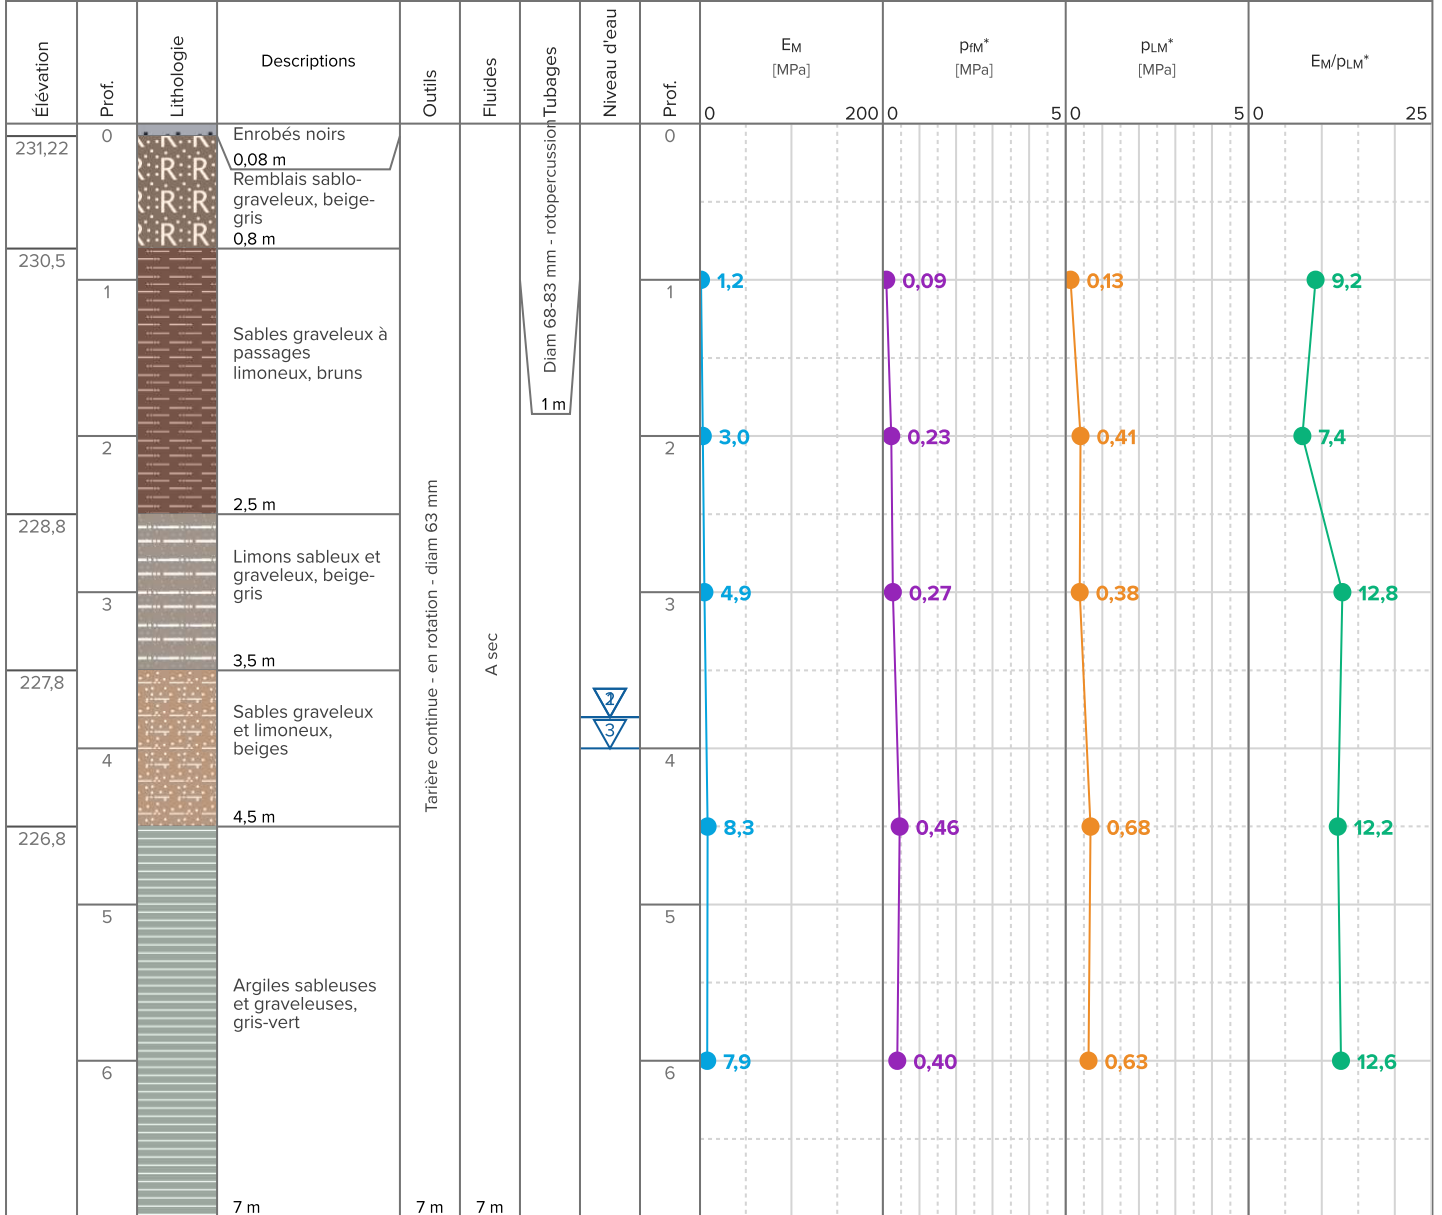 Élévation
Prof.
Lithologie
Descriptions
Outils
Fluides
Tubages
Niveau d'eau
Prof.
EM
[MPa]
0 200
pfM*
[MPa]
0 5
pLM*
[MPa]
0 5
EM/pLM*
0 25
231,22
230,5
228,8
227,8
226,8
0
1
2
3
4
5
6
R R
R R
R R
R R
Enrobés noirs
0,08 m
Remblais sablo-
graveleux, beige-
gris
0,8 m
Sables graveleux à
passages
limoneux, bruns
2,5 m
Limons sableux et
graveleux, beige-
gris
3,5 m
Sables graveleux
et limoneux,
beiges
4,5 m
Argiles sableuses
et graveleuses,
gris-vert
7 m
Tarière continue - en rotation - diam 63 mm
7 m
A sec
7 m
Diam 68-83 mm - rotopercussion
1 m
3
0
1
2
3
4
5
6
1,2
3,0
4,9
8,3
7,9
0,09
0,23
0,27
0,46
0,40
0,13
0,41
0,38
0,68
0,63
9,2
7,4
12,8
12,2
12,6